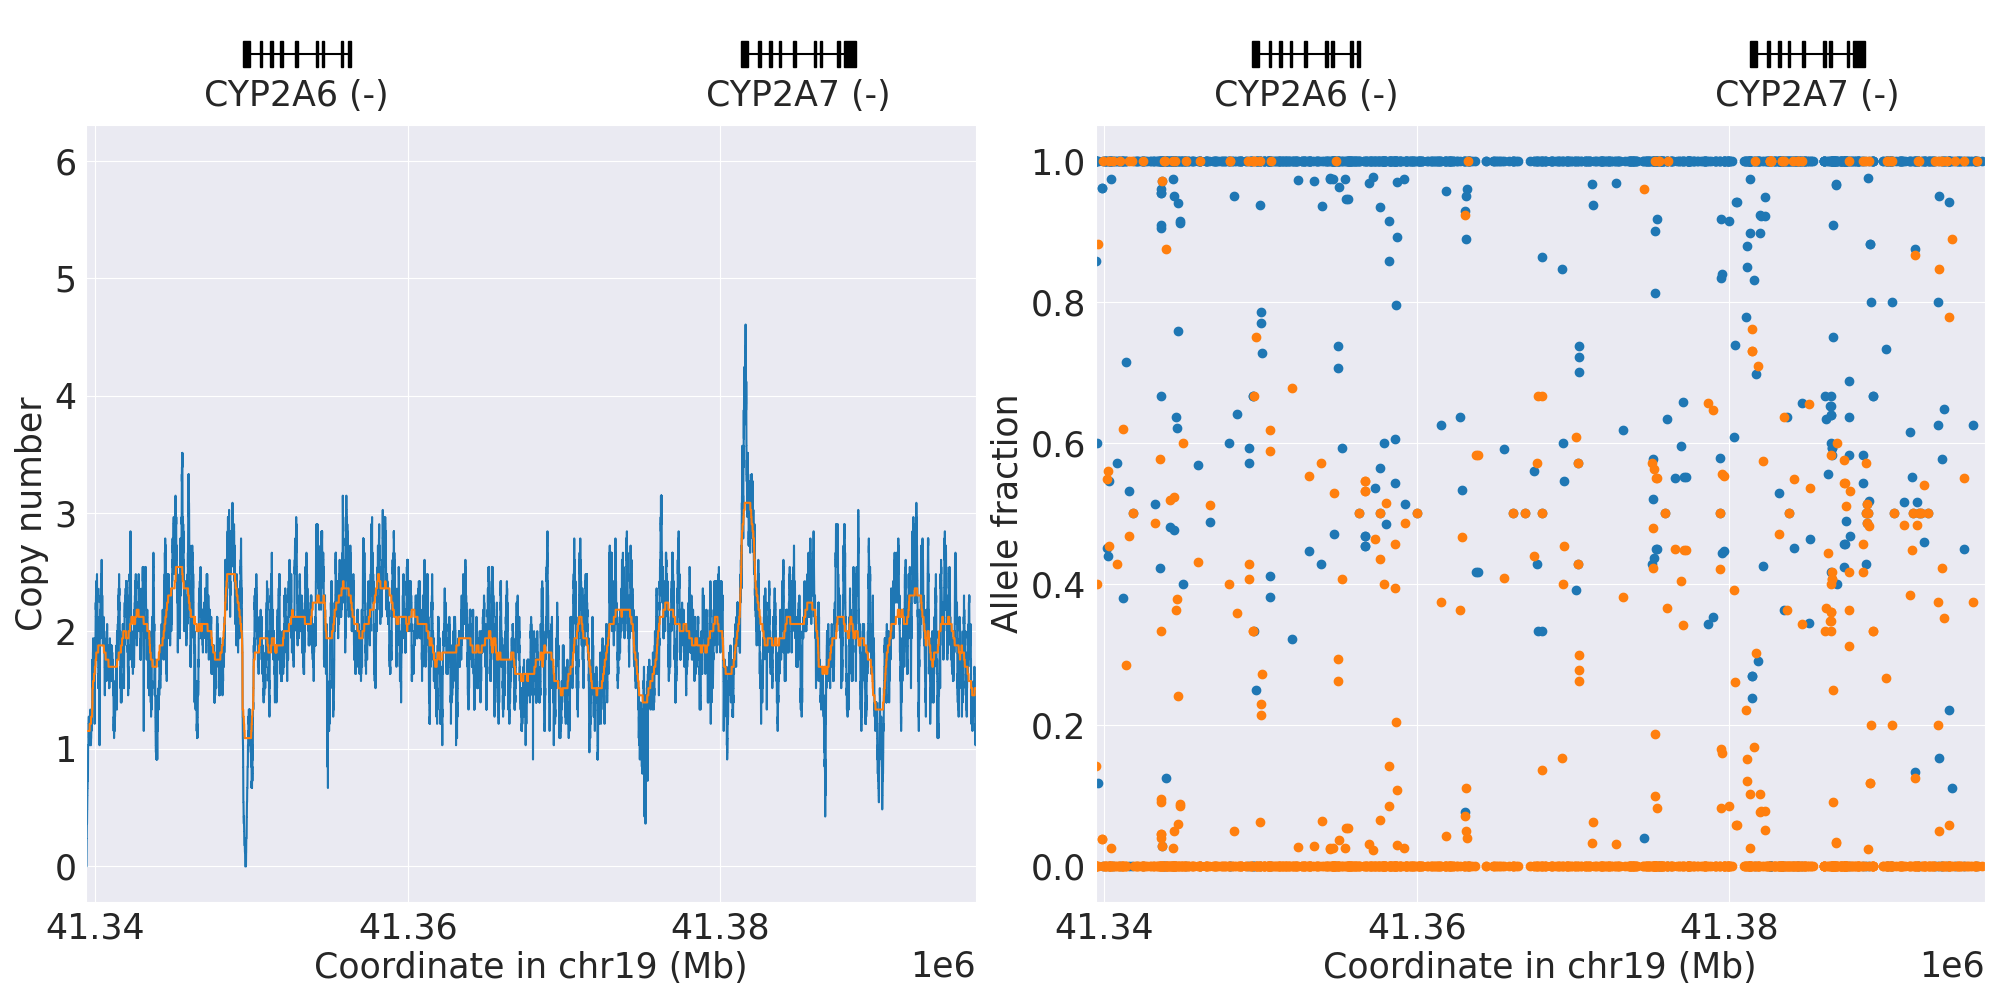 CYP2A6 (-)
CYP2A7 (-)
CYP2A6 (-)
CYP2A7 (-)
6
5
4
3
2
1
0
Copy number
41.34
41.36
41.38
Coordinate in chr19 (Mb)
1e6
1.0
0.8
0.6
0.4
0.2
0.0
Allele fraction
41.34
41.36
41.38
Coordinate in chr19 (Mb)
1e6